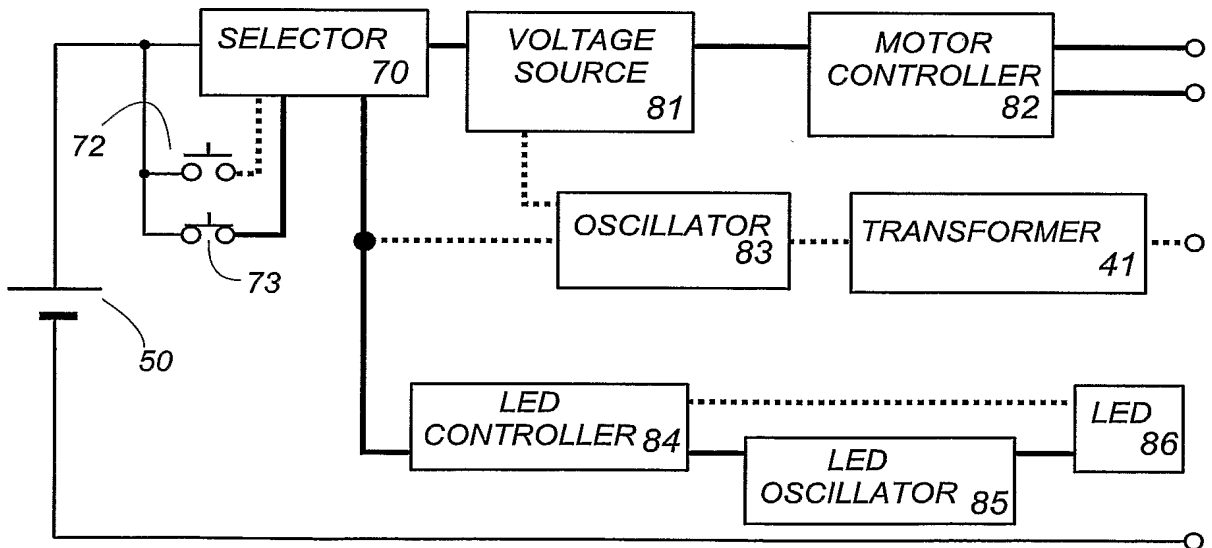 SELECTOR
70
VOLTAGE
SOURCE
81
MOTOR
CONTROLLER
82
72
73
50
OSCILLATOR
83
TRANSFORMER
41
LED
CONTROLLER 84
LED
OSCILLATOR 85
LED
86